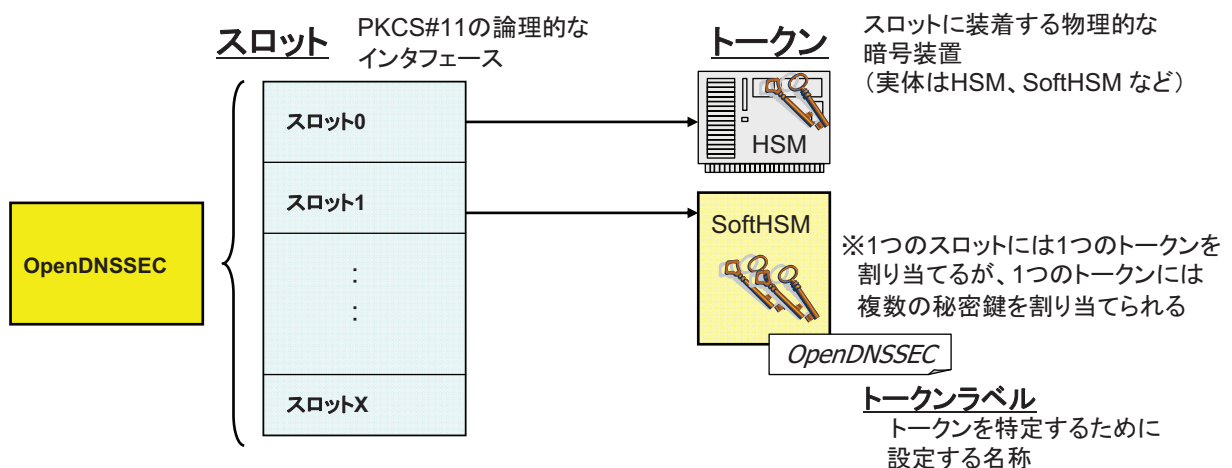 スロット
PKCS#11の論理的な
インタフェース
トークン
スロットに装着する物理的な
暗号装置
（実体はHSM、SoftHSM など）
スロット0
HSM
スロット1
SoftHSM
OpenDNSSEC
:
:
※1つのスロットには1つのトークンを
割り当てるが、1つのトークンには
複数の秘密鍵を割り当てられる
OpenDNSSEC
スロットX
トークンラベル
トークンを特定するために
設定する名称